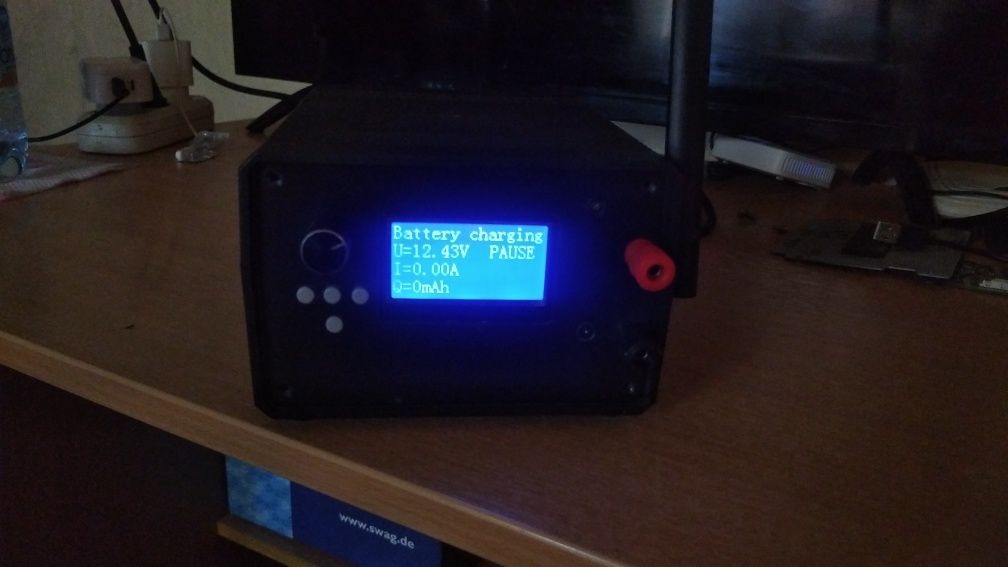 Battery charging
U=12.43V PAUSE
I=0.00A
Q=0mAh
www.swag.de